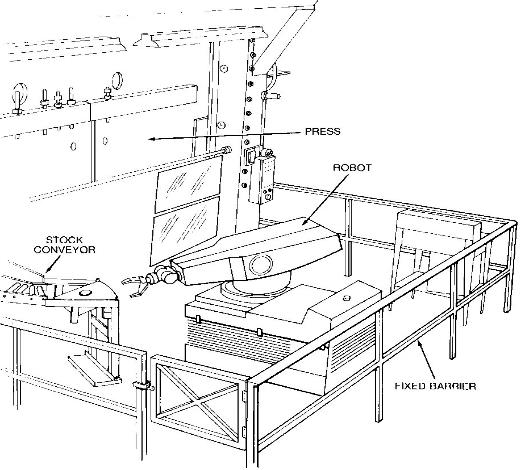 PRESS
ROBOT
STOCK
CONVEYOR
FIXED BARRIER